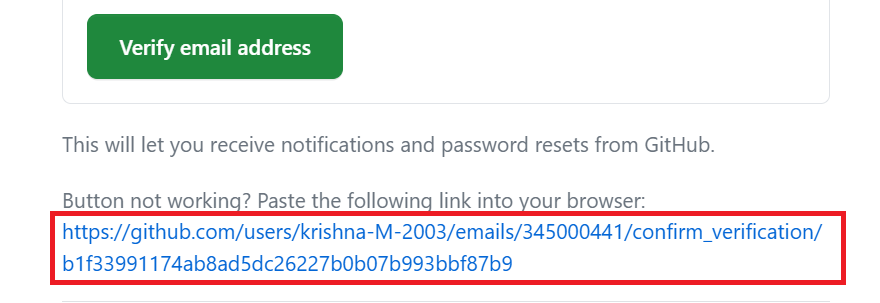 Verify email address
This will let you receive notifications and password resets from GitHub.
Button not working? Paste the following link into your browser:
https://github.com/users/krishna-M-2003/emails/345000441/confirm_verification/
b1f33991174ab8ad5dc26227b0b07b993bbf87b9